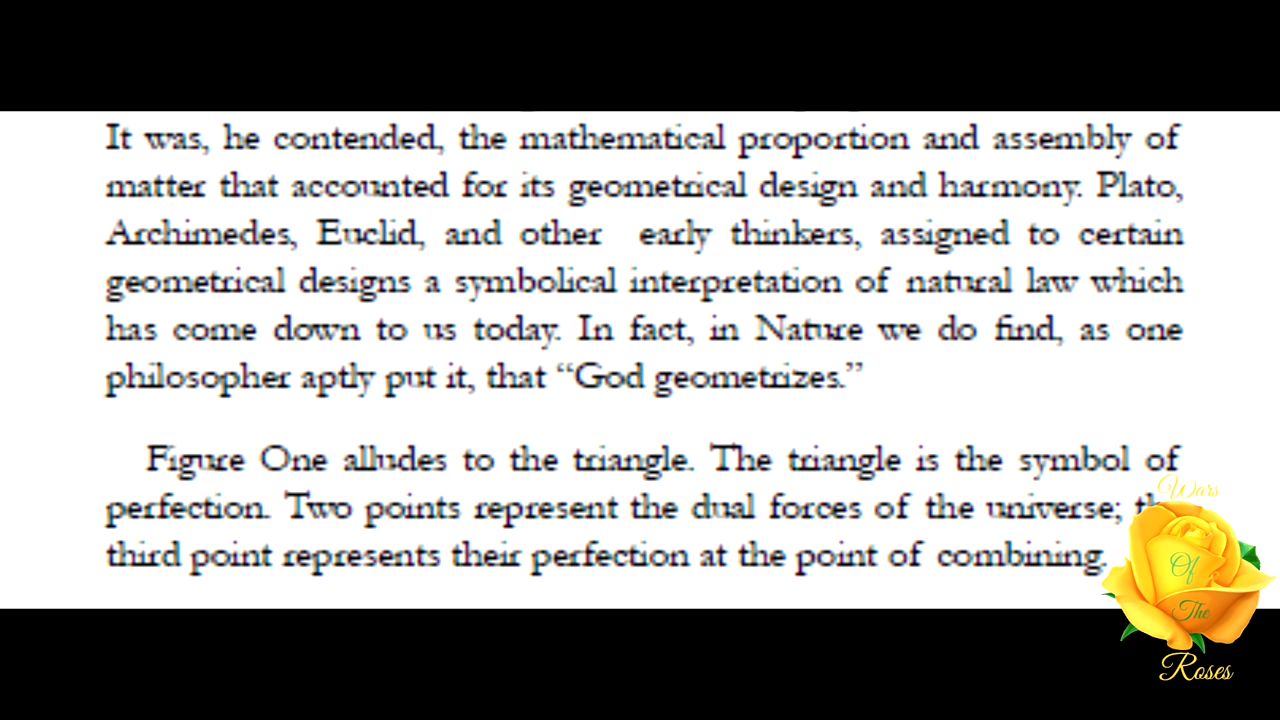 It was, he contended, the mathematical proportion and assembly of
matter that accounted for its geometrical design and harmony. Plato,
Archimedes, Euclid, and other early thinkers, assigned to certain
geometrical designs a symbolical interpretation of natural law which
has come down to us today. In fact, in Nature we do find, as one
philosopher aptly put it, that “God geometrizes.”
Figure One alludes to the triangle. The triangle is the symbol of
perfection. Two points represent the dual forces of the universe;
third point represents their perfection at the point of combining.
Wars
Of
The
Roses